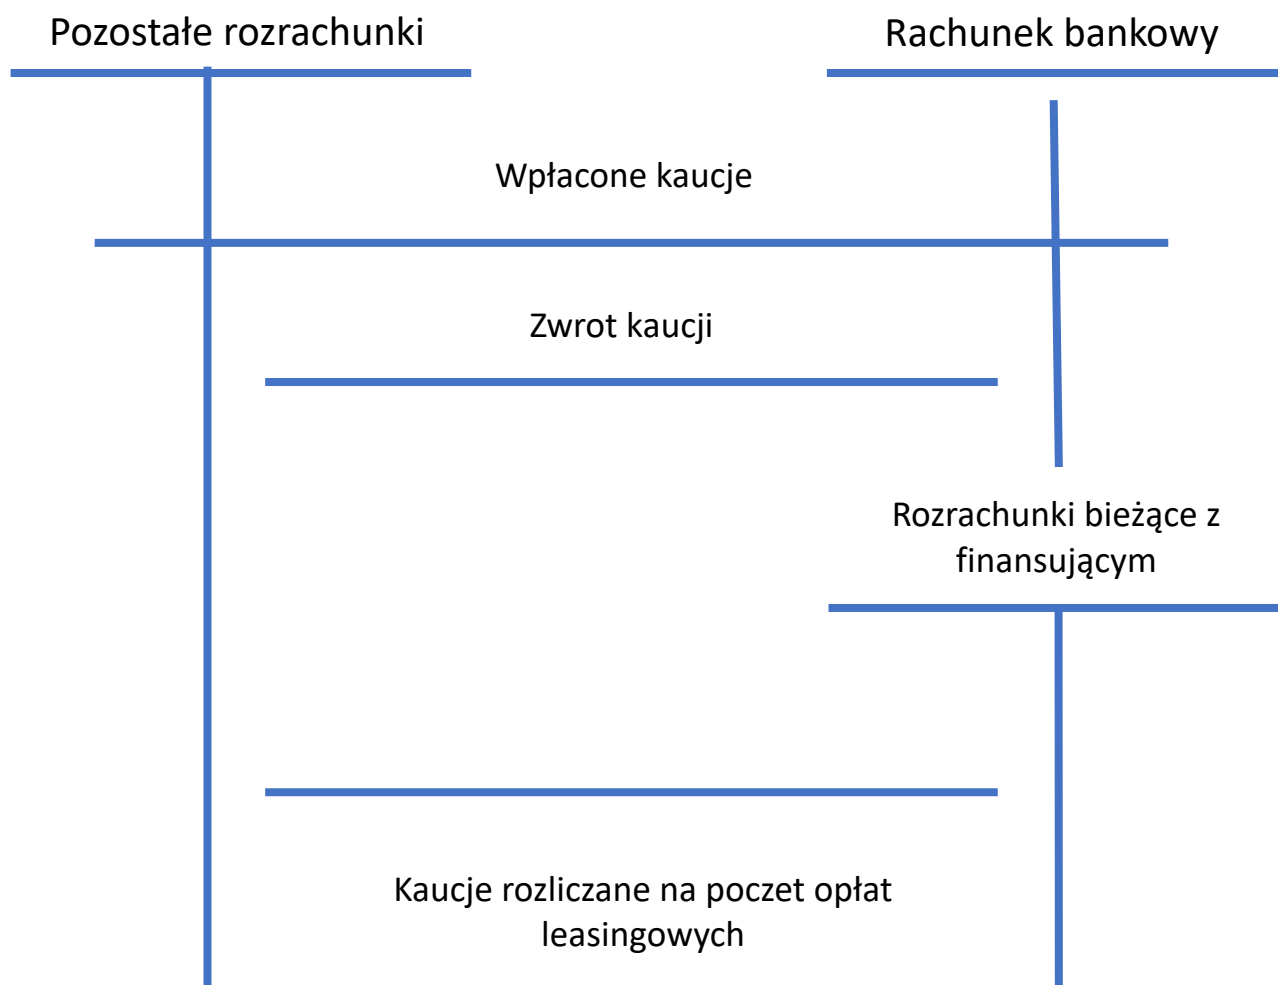 Pozostałe rozrachunki
Rachunek bankowy
Wpłacone kaucje
Zwrot kaucji
Rozrachunki bieżące z
finansującym
Kaucje rozliczane na poczet opłat
leasingowych